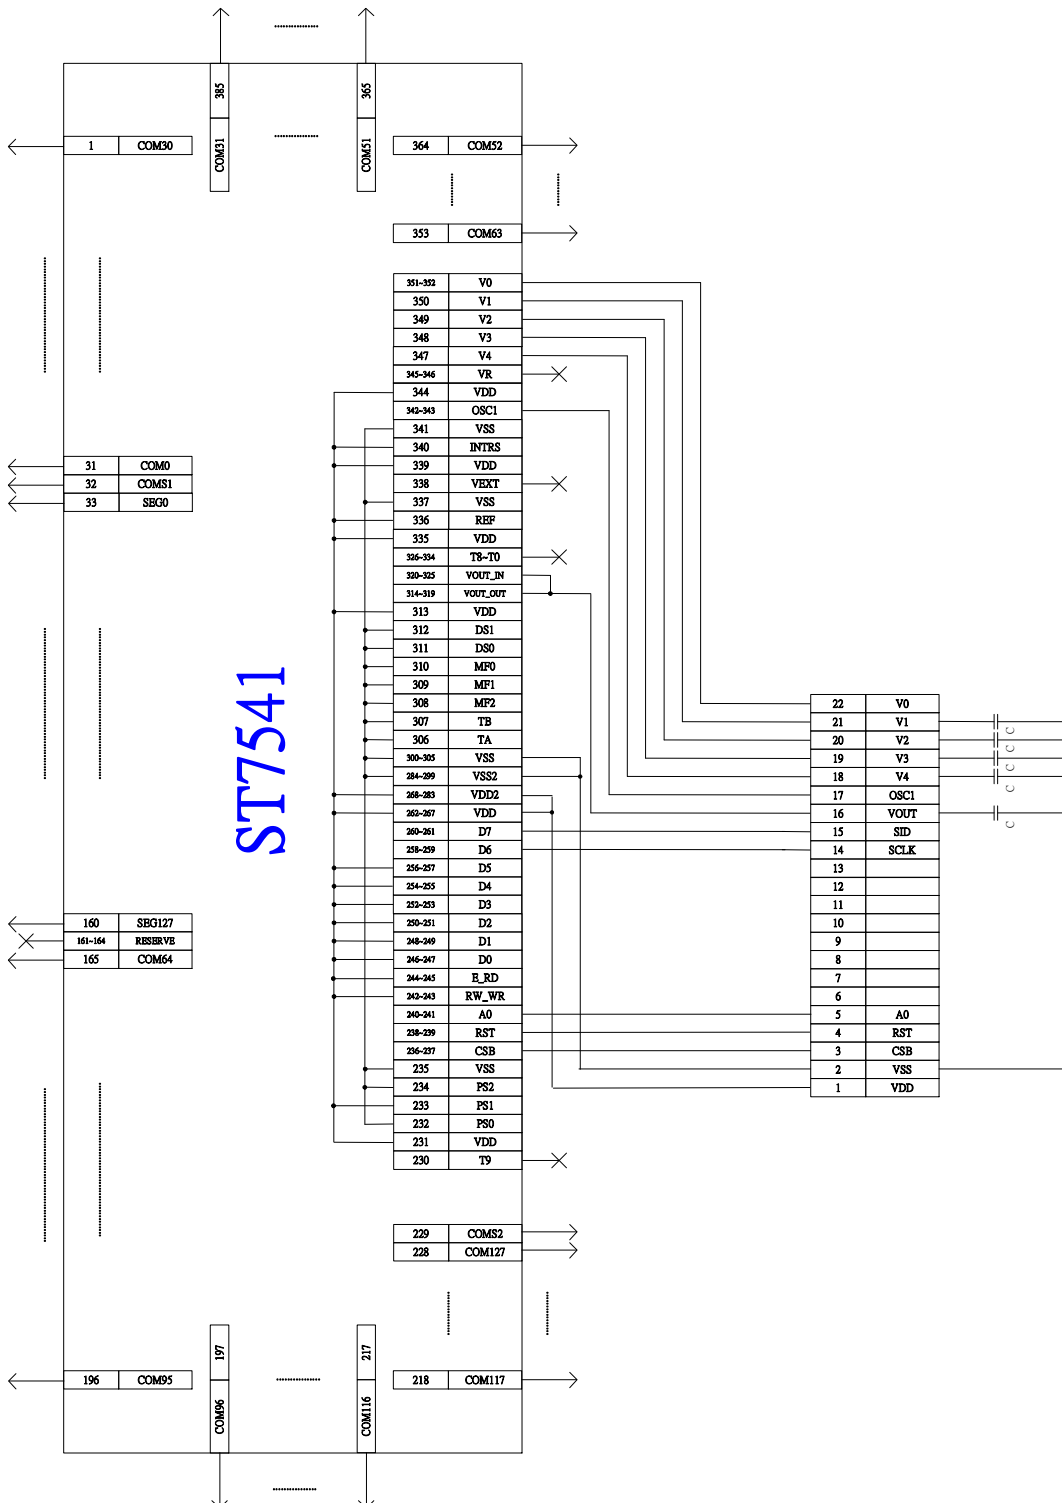 385
365
COM31
COM51
1 COM30
364 COM52
353 COM63
351~352 V0
350 V1
349 V2
348 V3
347 V4
345~346 VR
344 VDD
342~343 OSC1
341 VSS
340 INTRS
339 VDD
338 VEXT
337 VSS
336 REF
335 VDD
326~334 T8~T0
320~325 VOUT_IN
314~319 VOUT_OUT
313 VDD
312 DS1
311 DS0
310 MF0
309 MF1
308 MF2
307 TB
306 TA
300~305 VSS
284~299 VSS2
268~283 VDD2
262~267 VDD
260~261 D7
258~259 D6
256~257 D5
254~255 D4
252~253 D3
250~251 D2
248~249 D1
246~247 D0
244~245 E_RD
242~243 RW_WR
240~241 A0
238~239 RST
236~237 CSB
235 VSS
234 PS2
233 PS1
232 PS0
231 VDD
230 T9
229 COMS2
228 COM127
218 COM117
31 COM0
32 COMS1
33 SEG0
ST7541
160 SEG127
161~164 RESERVE
165 COM64
196 COM95
197
217
COM96
COM116
22 V0
21 V1
C
20 V2
C
19 V3
C
18 V4
C
17 OSC1
16 VOUT
C
15 SID
14 SCLK
13
12
11
10
9
8
7
6
5 A0
4 RST
3 CSB
2 VSS
1 VDD